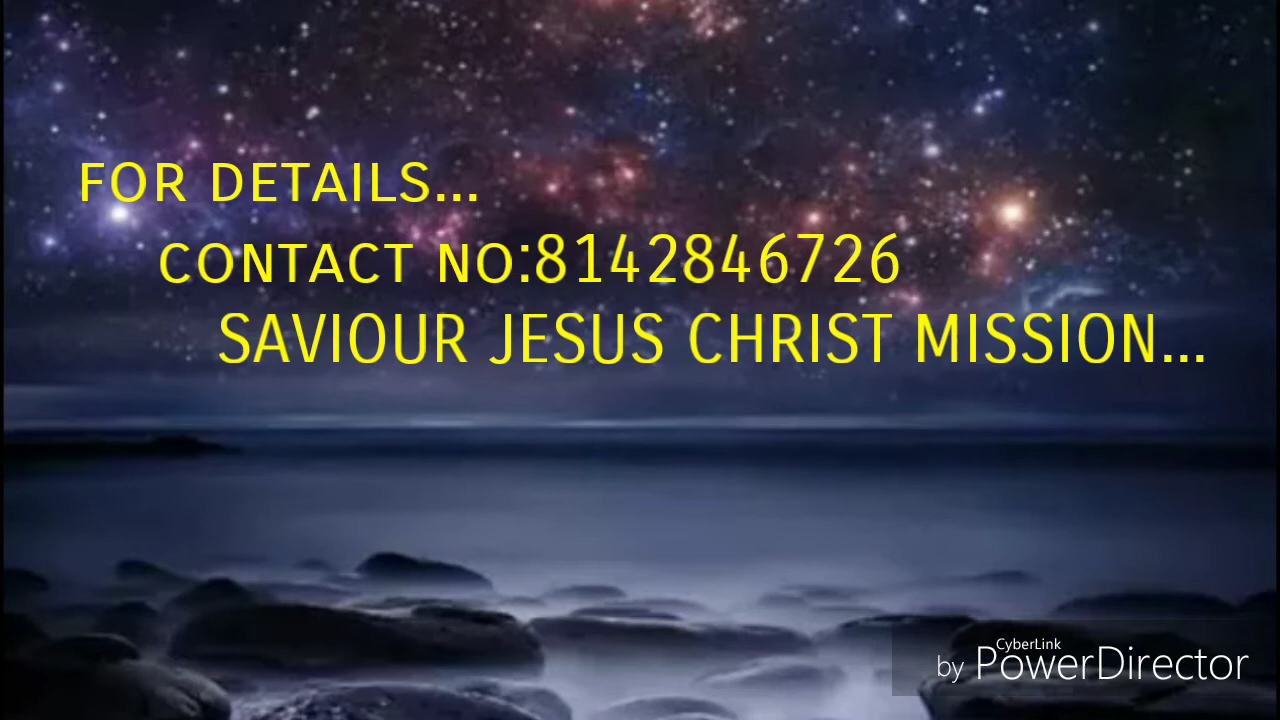 FOR DETAILS...
CONTACT NO:8142846726
SAVIOUR JESUS CHRIST MISSION...
CyberLink
by PowerDirector